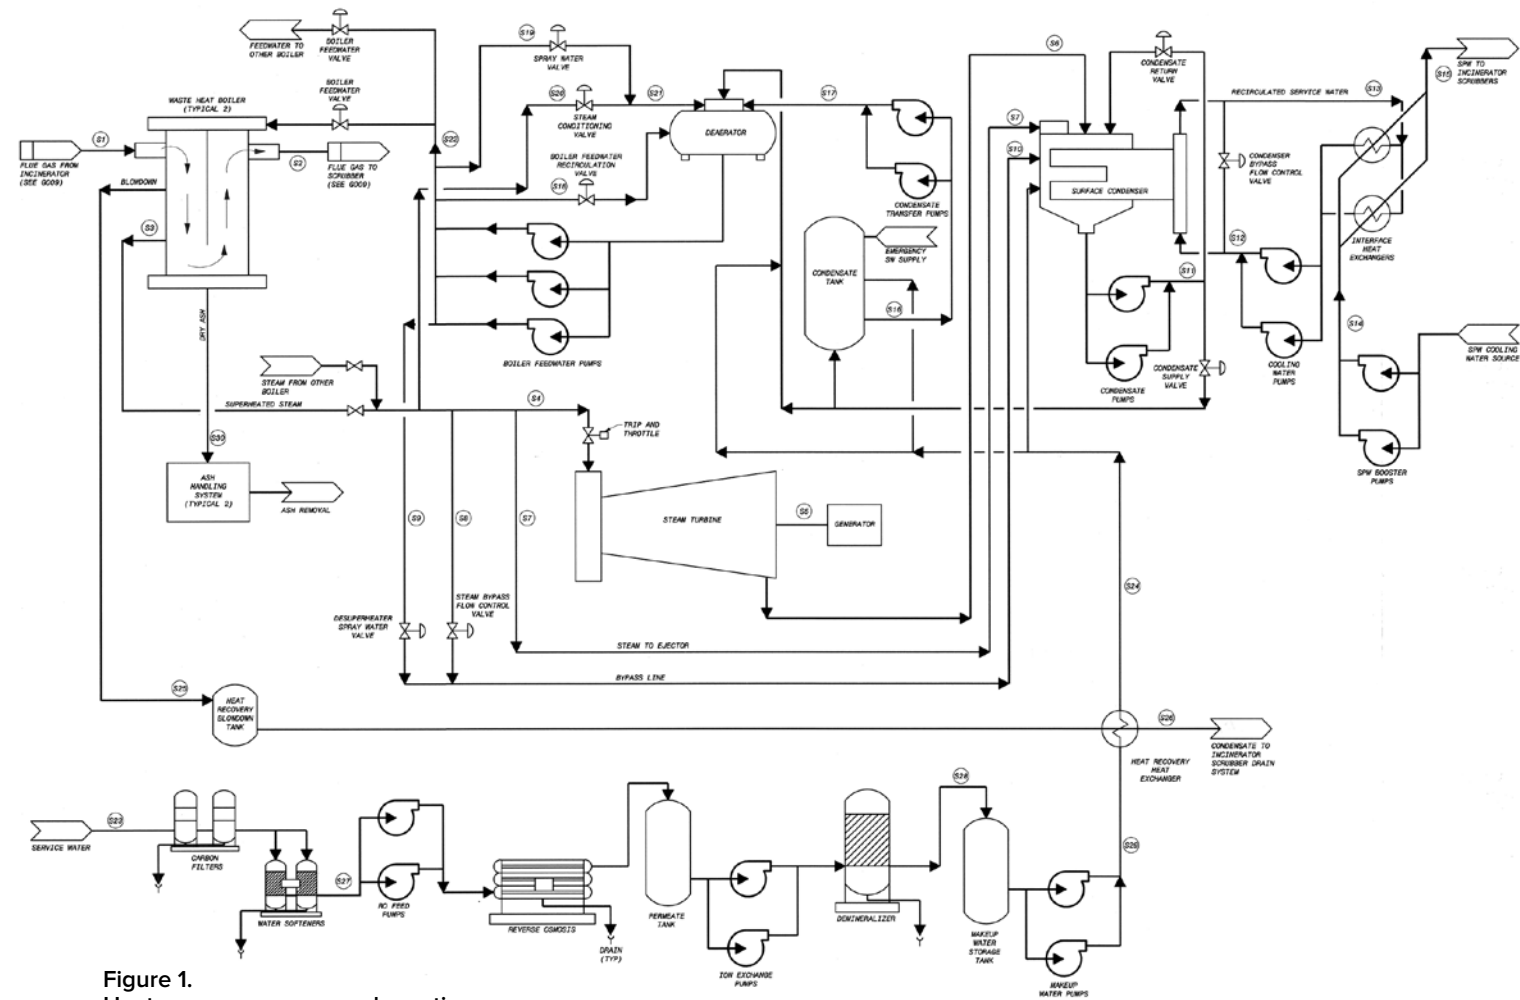 FEEDWATER TO
OTHER BOILER
BOILER
FEEDWATER
VALVE
BOILER
FEEDWATER
VALVE
WASTE HEAT BOILER
(TYPICAL 2)
FLUE GAS FROM
INCINERATOR
(SEE G009)
S1
S2
FLUE GAS TO
SCRUBBER
(SEE G009)
BLOWDOWN
S3
DRY ASH
STEAM FROM OTHER
BOILER
SUPERHEATED STEAM
S30
ASH
HANDLING
SYSTEM
(TYPICAL 2)
ASH REMOVAL
S22
S19
SPRAY WATER
VALVE
S20
STEAM
CONDITIONING
VALVE
S21
BOILER FEEDWATER
RECIRCULATION
VALVE
S18
DEAERATOR
S17
CONDENSATE
TRANSFER PUMPS
BOILER FEEDWATER PUMPS
EMERGENCY
SW SUPPLY
CONDENSATE
TANK
S16
S6
S7
S10
CONDENSATE
RETURN
VALVE
SURFACE CONDENSER
S11
CONDENSATE
PUMPS
CONDENSATE
SUPPLY
VALVE
RECIRCULATED SERVICE WATER
CONDENSER
BYPASS
FLOW CONTROL
VALVE
S12
COOLING
WATER
PUMPS
S13
S15
SPW TO
INCINERATOR
SCRUBBERS
INTERFACE
HEAT
EXCHANGERS
S14
SPW COOLING
WATER SOURCE
SPW BOOSTER
PUMPS
S4
TRIP AND
THROTTLE
STEAM TURBINE
S5
GENERATOR
S9
S8
S7
DESUPERHEATER
SPRAY WATER
VALVE
STEAM BYPASS
FLOW CONTROL
VALVE
STEAM TO EJECTOR
BYPASS LINE
S24
S25
HEAT
RECOVERY
BLOWDOWN
TANK
S26
HEAT RECOVERY
HEAT
EXCHANGER
CONDENSATE TO
INCINERATOR
SCRUBBER DRAIN
SYSTEM
SERVICE WATER
S23
CARBON
FILTERS
WATER SOFTENERS
S27
RO FEED
PUMPS
REVERSE OSMOSIS
DRAIN
(TYP)
PERMEATE
TANK
ION EXCHANGE
PUMPS
DEMINERALIZER
S28
MAKEUP
WATER
STORAGE
TANK
S29
MAKEUP
WATER PUMPS
Figure 1.